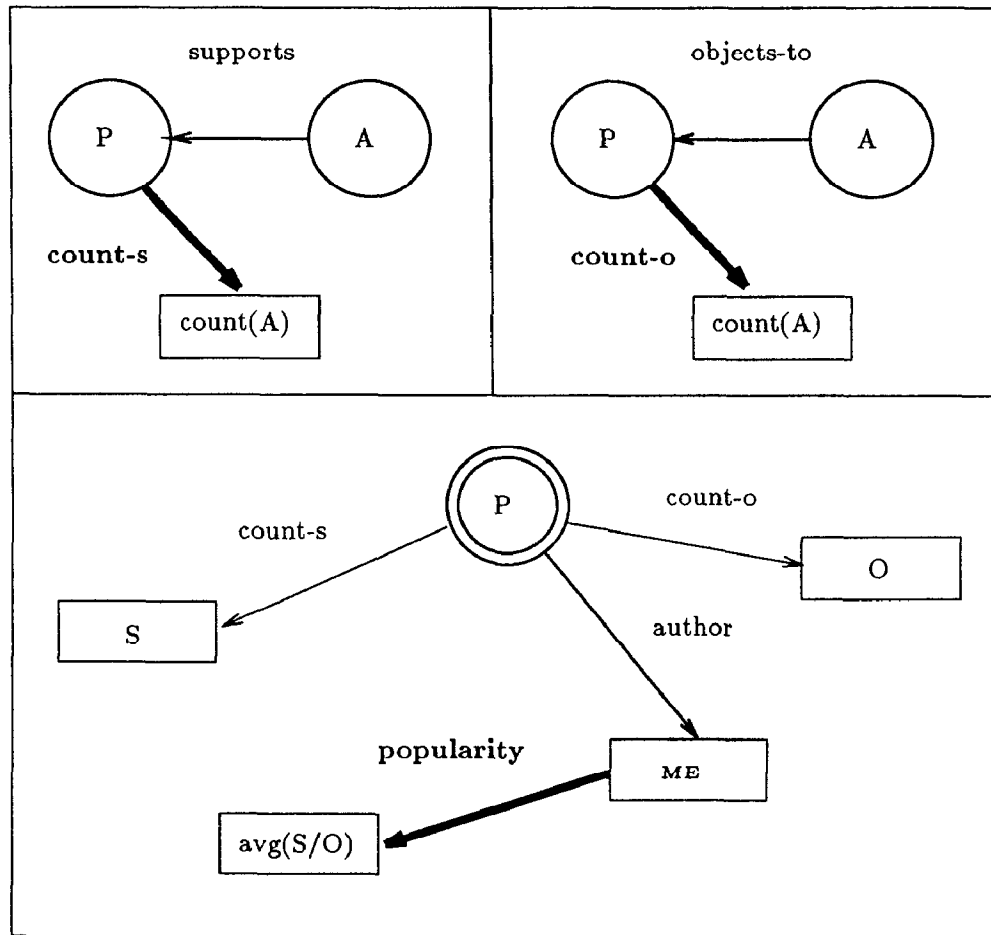 supports
P
A
count-s
count(A)
objects-to
P
A
count-o
count(A)
P
count-s
count-o
S
O
author
popularity
ME
avg(S/O)